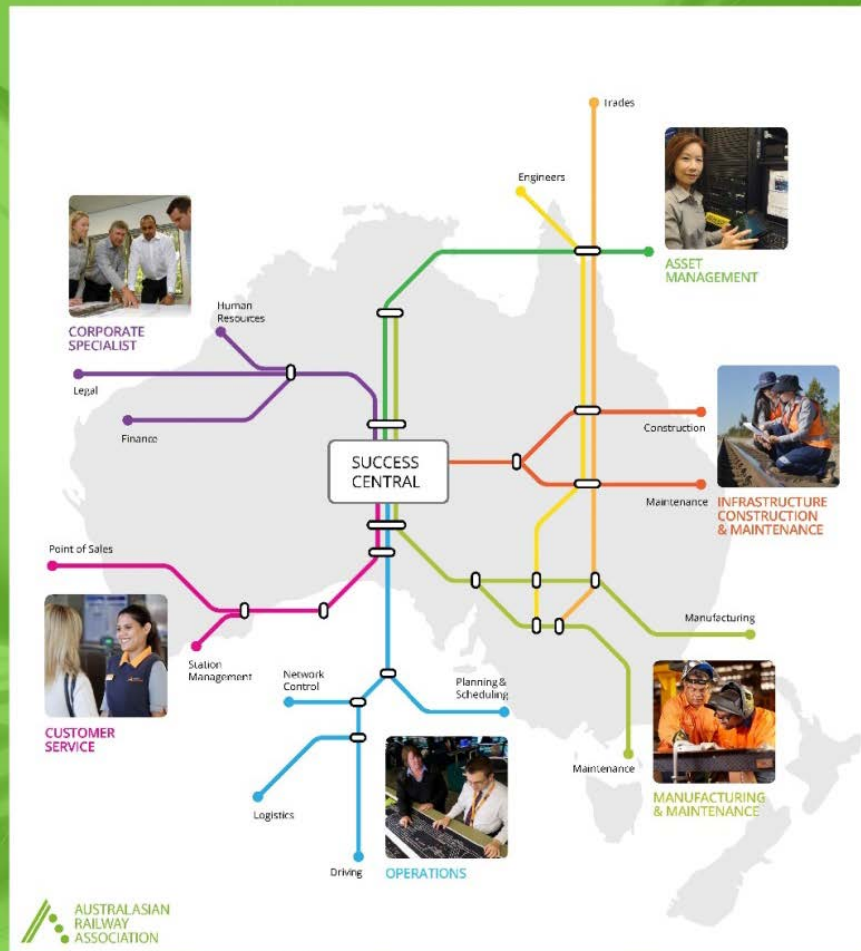 Trades
Engineers
ASSET
MANAGEMENT
Human
Resources
CORPORATE
SPECIALIST
Legal
Finance
Construction
SUCCESS
CENTRAL
Maintenance
INFRASTRUCTURE
CONSTRUCTION
& MAINTENANCE
Point of Sales
Manufacturing
Station
Management
Network
Control
Planning &
Scheduling
CUSTOMER
SERVICE
Maintenance
MANUFACTURING
& MAINTENANCE
Logistics
Driving
OPERATIONS
AUSTRALASIAN
RAILWAY
ASSOCIATION